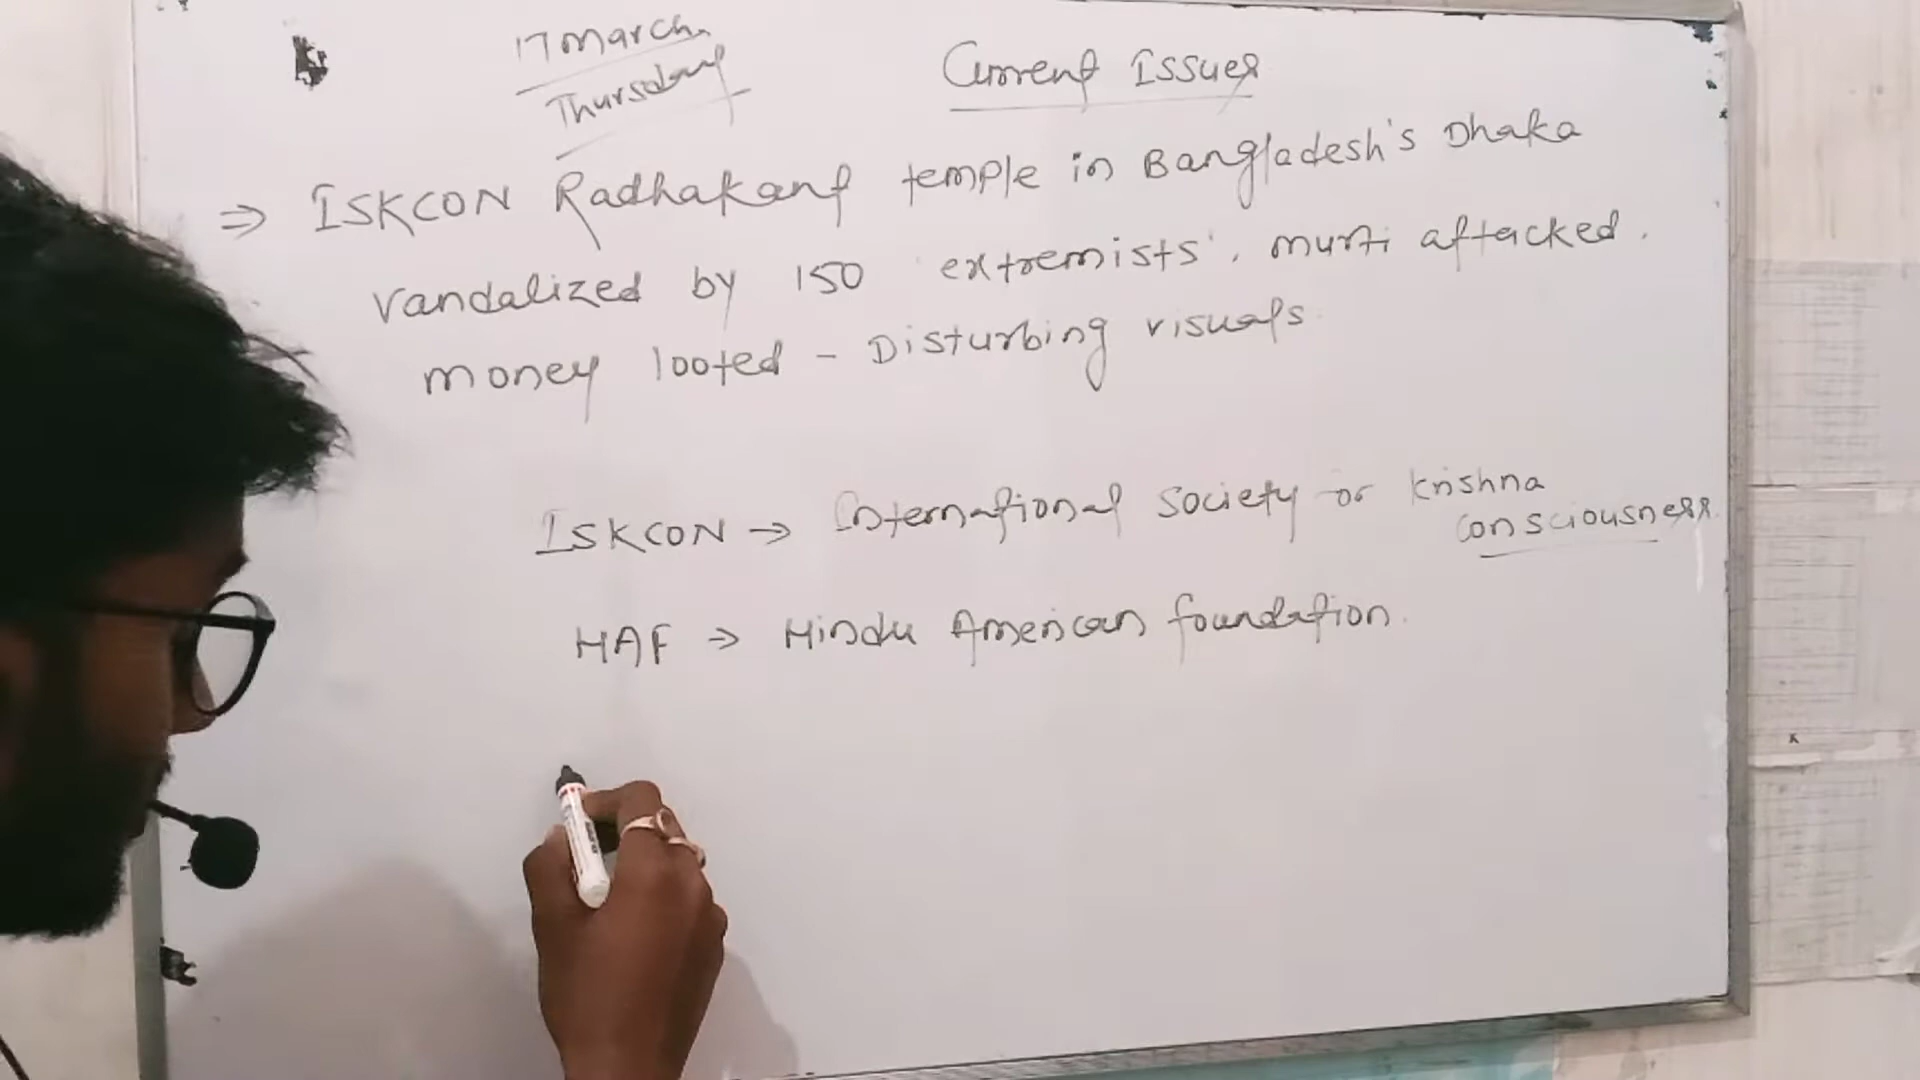 17 March
Thursday
Current Issues
⇒ ISKCON Radhakant temple in Bangladesh's Dhaka
vandalized by 150 'extremists', murti attacked.
money looted - Disturbing visuals.
ISKCON → International Society or Krishna
Consciousness.
HAF → Hindu American foundation.